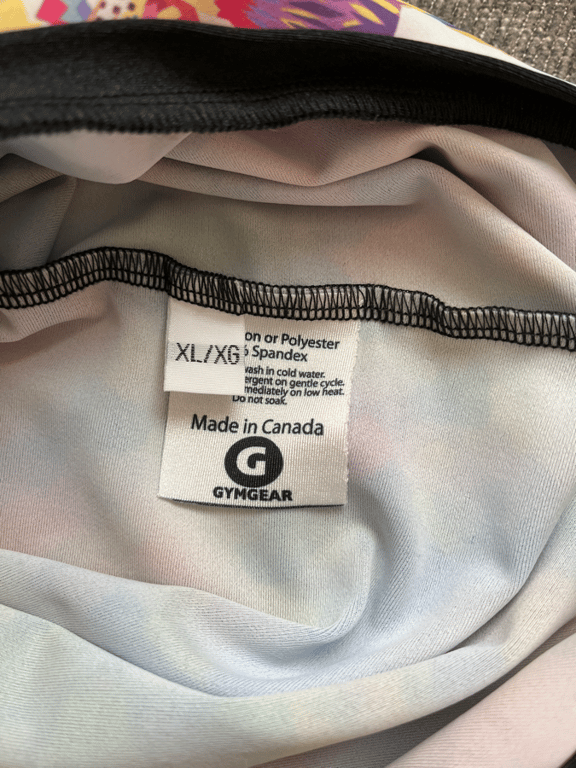 XL/XG
on or Polyester
Spandex
ash in cold water.
ergent on gentle cycle.
mediately on low heat.
Do not soak.
Made in Canada
G
GYMGEAR